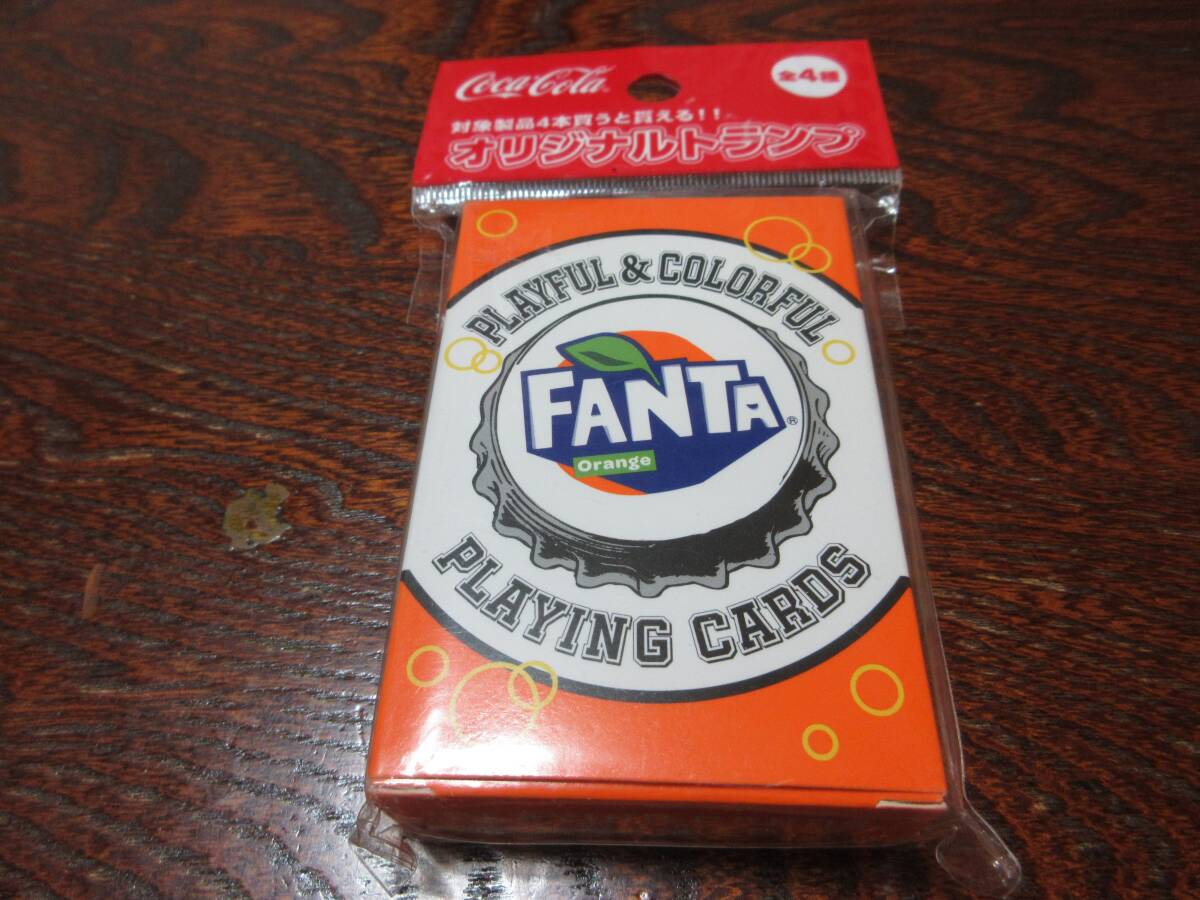 Coca-Cola
全4種
対象製品4本買うと貰える!!
オリジナルトランプ
PLAYFUL & COLORFUL
FANTA®
Orange
PLAYING CARDS